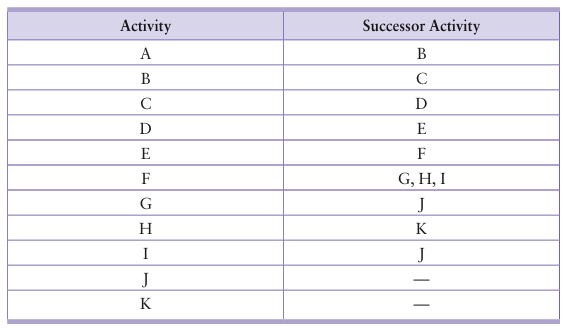 Activity Successor Activity
A B
B C
C D
D E
E F
F G, H, I
G J
H K
I J
J —
K —